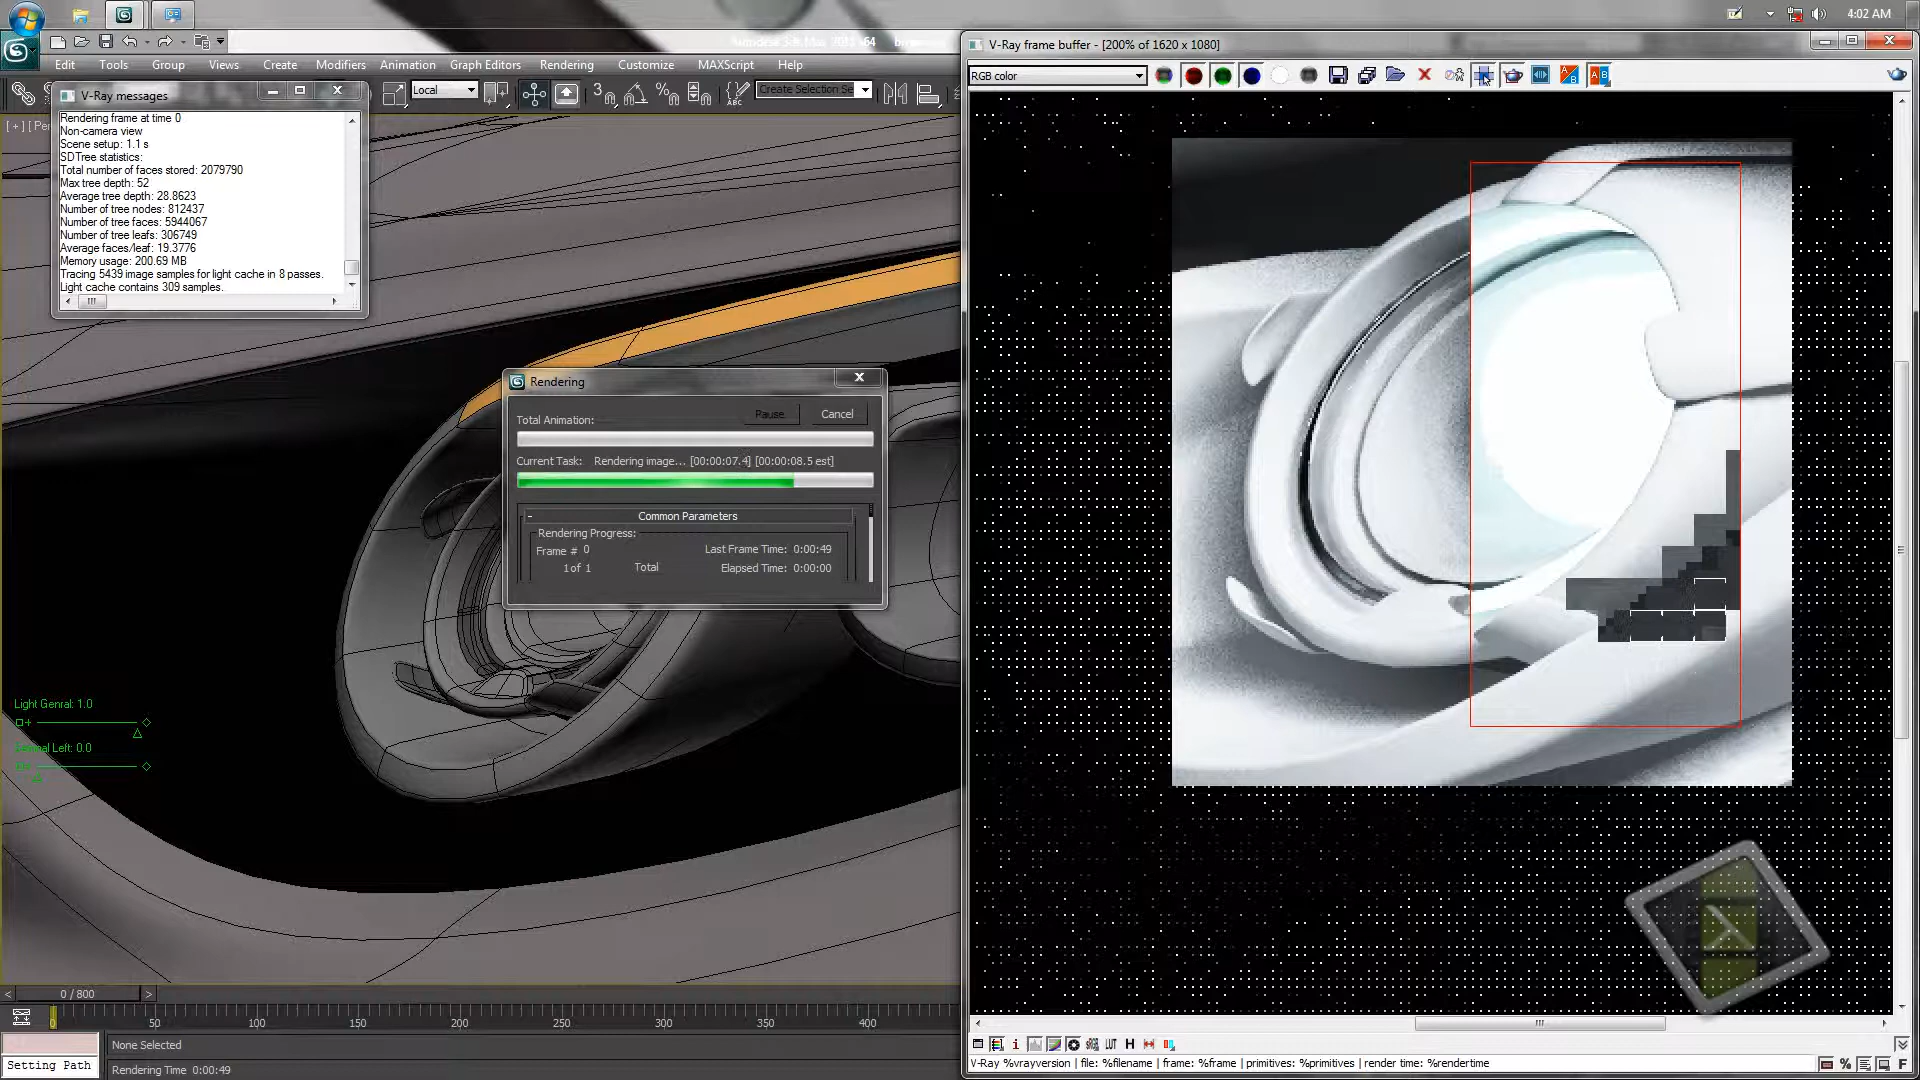 4:02 AM
V-Ray frame buffer - [200% of 1620 x 1080]
Edit Tools Group Views Create Modifiers Animation Graph Editors Rendering Customize MAXScript Help
RGB color
Local
Create Selection Se
V-Ray messages
Rendering frame at time 0
Non-camera view
Scene setup: 1.1 s
SDTree statistics:
Total number of faces stored: 2079790
Max tree depth: 52
Average tree depth: 28.8623
Number of tree nodes: 812437
Number of tree faces: 5944067
Number of tree leafs: 306749
Average faces/leaf: 19.3776
Memory usage: 200.69 MB
Tracing 5439 image samples for light cache in 8 passes.
Light cache contains 309 samples.
Rendering
Total Animation:
Pause
Cancel
Current Task: Rendering image... [00:00:07.4] [00:00:08.5 est]
Common Parameters
Rendering Progress:
Frame # 0
Last Frame Time: 0:00:49
1 of 1 Total
Elapsed Time: 0:00:00
Light Genral: 1.0
Left: 0.0
0 / 800
0 50 100 150 200 250 300 350 400
None Selected
Setting Path
Rendering Time 0:00:49
sRGB LUT H
V-Ray %vrayversion | file: %filename | frame: %frame | primitives: %primitives | render time: %rendertime
% F